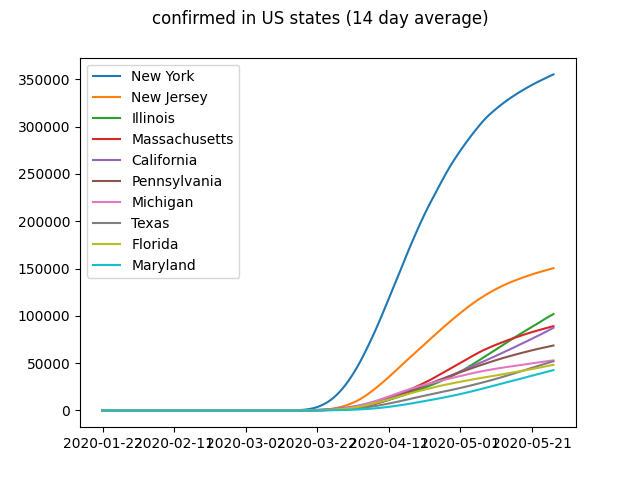 confirmed in US states (14 day average)
350000
300000
250000
200000
150000
100000
50000
0
New York
New Jersey
Illinois
Massachusetts
California
Pennsylvania
Michigan
Texas
Florida
Maryland
2020-01-22 2020-02-11 2020-03-02 2020-03-22 2020-04-11 2020-05-01 2020-05-21